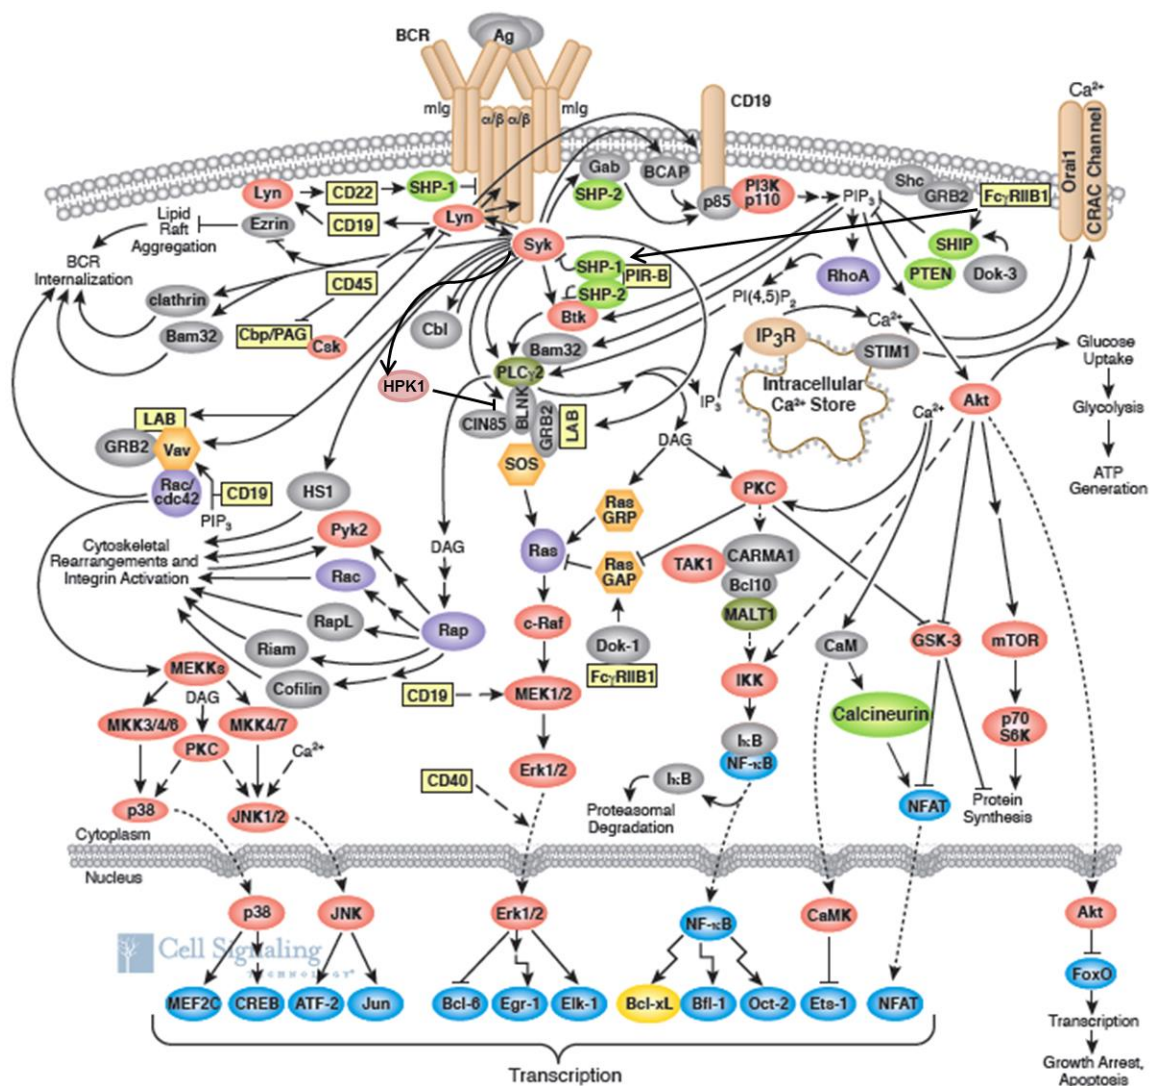 BCR
Ag
mIg
α/β α/β
mIg
CD19
Ca²⁺
Orai1
CRAC Channel
Lyn
CD22
SHP-1
Lyn
Gab
SHP-2
BCAP
p85
PI3K
p110
PIP₃
Shc
GRB2
FcγRIIB1
Lipid
Raft
Aggregation
Ezrin
CD19
Syk
SHP-1
PIR-B
SHP-2
Btk
SHIP
PTEN
Dok-3
RhoA
BCR
Internalization
CD45
clathrin
Bam32
Cbp/PAG
Csk
Cbl
Bam32
PI(4,5)P₂
IP₃R
Ca²⁺
STIM1
Intracellular
Ca²⁺ Store
Glucose
Uptake
Glycolysis
ATP
Generation
HPK1
PLCγ2
BLNK
CIN85
GRB2
LAB
IP₃
DAG
Ca²⁺
Akt
LAB
GRB2
Vav
Rac/
cdc42
CD19
PIP₃
HS1
SOS
PKC
Cytoskeletal
Rearrangements and
Integrin Activation
Pyk2
Rac
RapL
Riam
Cofilin
DAG
Rap
Ras
Ras
GRP
Ras
GAP
TAK1
CARMA1
Bcl10
MALT1
c-Raf
Dok-1
FcγRIIB1
CaM
GSK-3
mTOR
MEKKs
DAG
MKK3/4/6
MKK4/7
PKC
Ca²⁺
CD19
MEK1/2
IKK
Calcineurin
p70
S6K
IκB
NF-κB
p38
JNK1/2
CD40
Erk1/2
IκB
Proteasomal
Degradation
NFAT
Protein
Synthesis
Cytoplasm
Nucleus
p38
JNK
Erk1/2
NF-κB
CaMK
Akt
Cell Signaling
TECHNOLOGY®
MEF2C
CREB
ATF-2
Jun
Bcl-6
Egr-1
Elk-1
Bcl-xL
Bfl-1
Oct-2
Ets-1
NFAT
FoxO
Transcription
Transcription
Growth Arrest,
Apoptosis